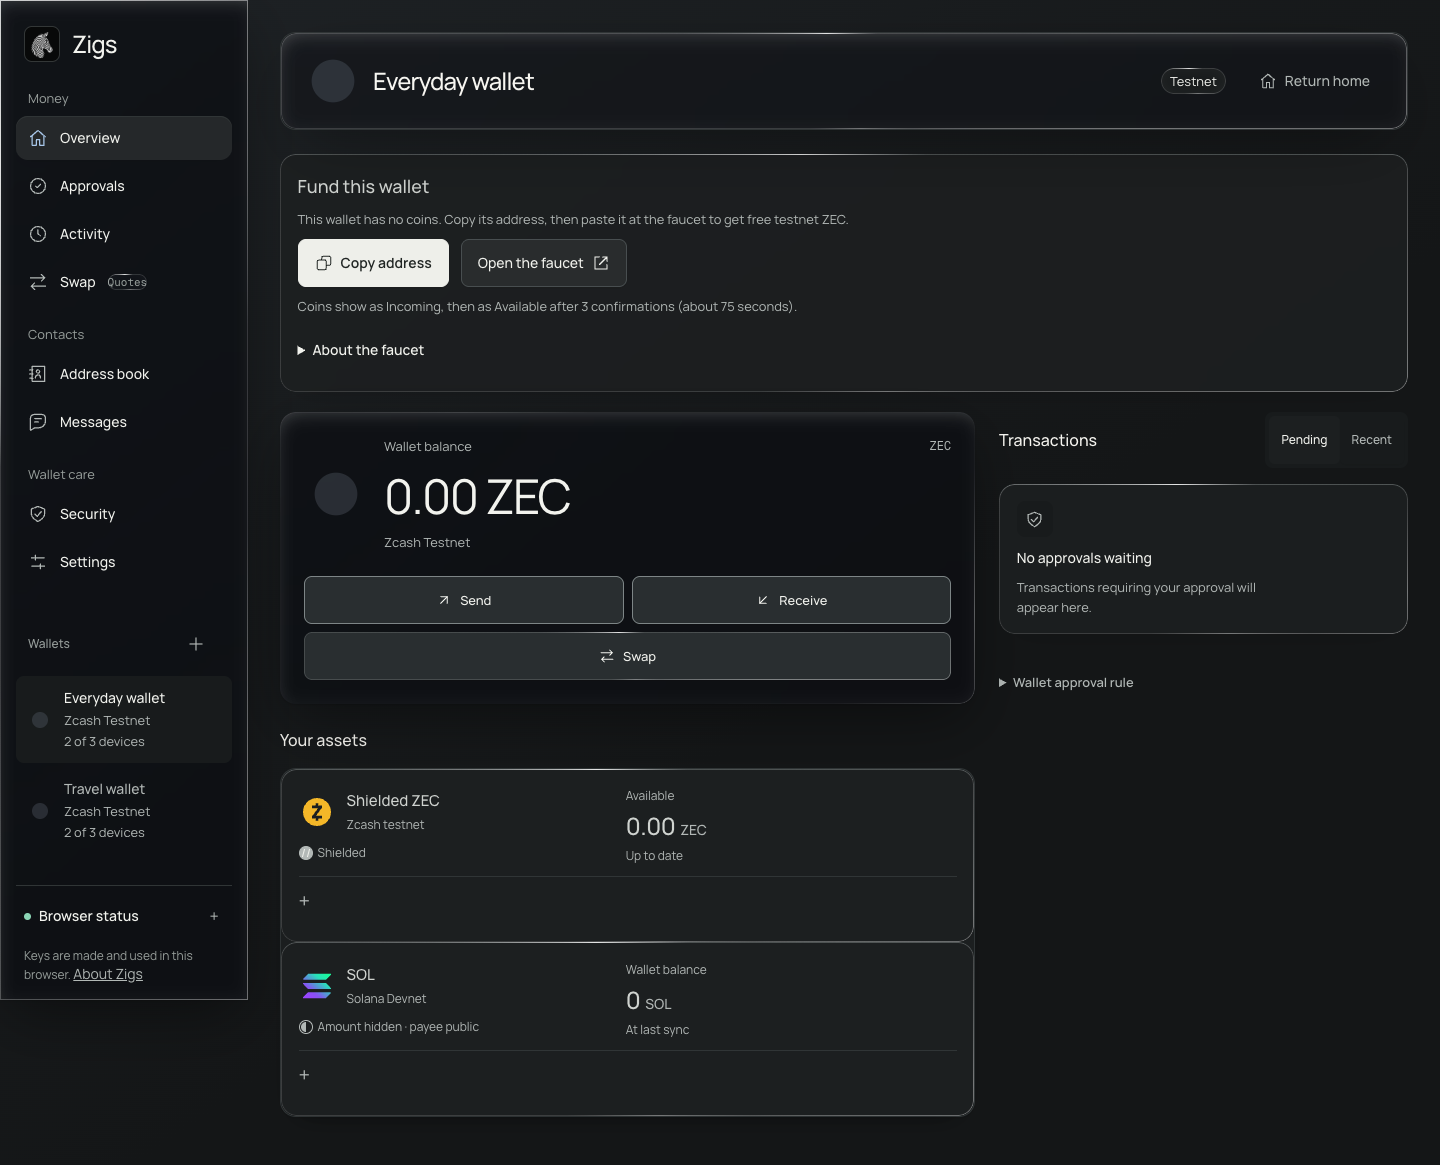 Zigs
Money
Overview
Approvals
Activity
Swap Quotes
Contacts
Address book
Messages
Wallet care
Security
Settings
Wallets
Everyday wallet
Zcash Testnet
2 of 3 devices
Travel wallet
Zcash Testnet
2 of 3 devices
Browser status
Keys are made and used in this
browser. About Zigs
Everyday wallet
Testnet
Return home
Fund this wallet
This wallet has no coins. Copy its address, then paste it at the faucet to get free testnet ZEC.
Copy address
Open the faucet
Coins show as Incoming, then as Available after 3 confirmations (about 75 seconds).
About the faucet
Wallet balance
ZEC
0.00 ZEC
Zcash Testnet
Send
Receive
Swap
Transactions
Pending
Recent
No approvals waiting
Transactions requiring your approval will
appear here.
Wallet approval rule
Your assets
Shielded ZEC
Zcash testnet
Shielded
Available
0.00 ZEC
Up to date
SOL
Solana Devnet
Amount hidden · payee public
Wallet balance
0 SOL
At last sync